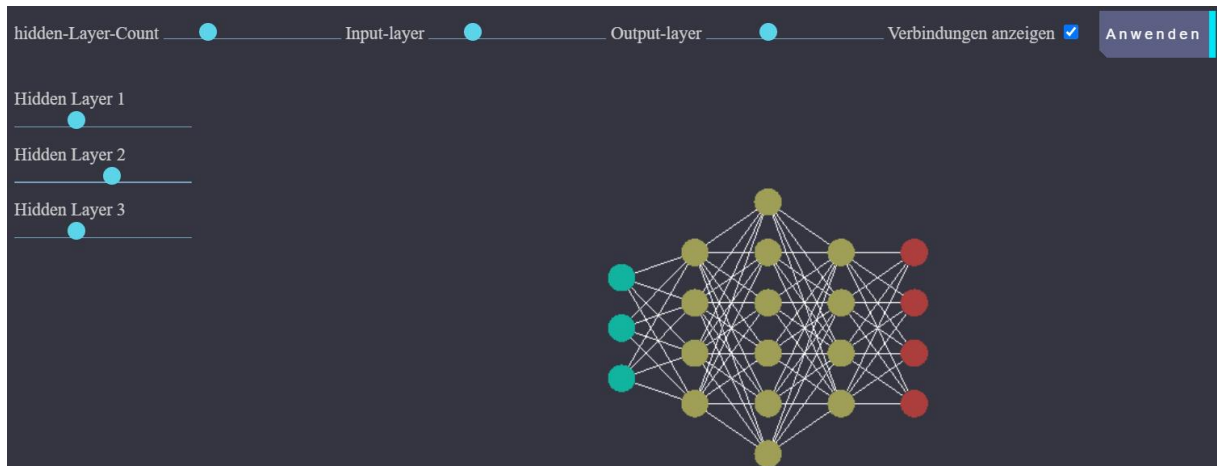 hidden-Layer-Count Input-layer Output-layer Verbindungen anzeigen Anwenden
Hidden Layer 1
Hidden Layer 2
Hidden Layer 3